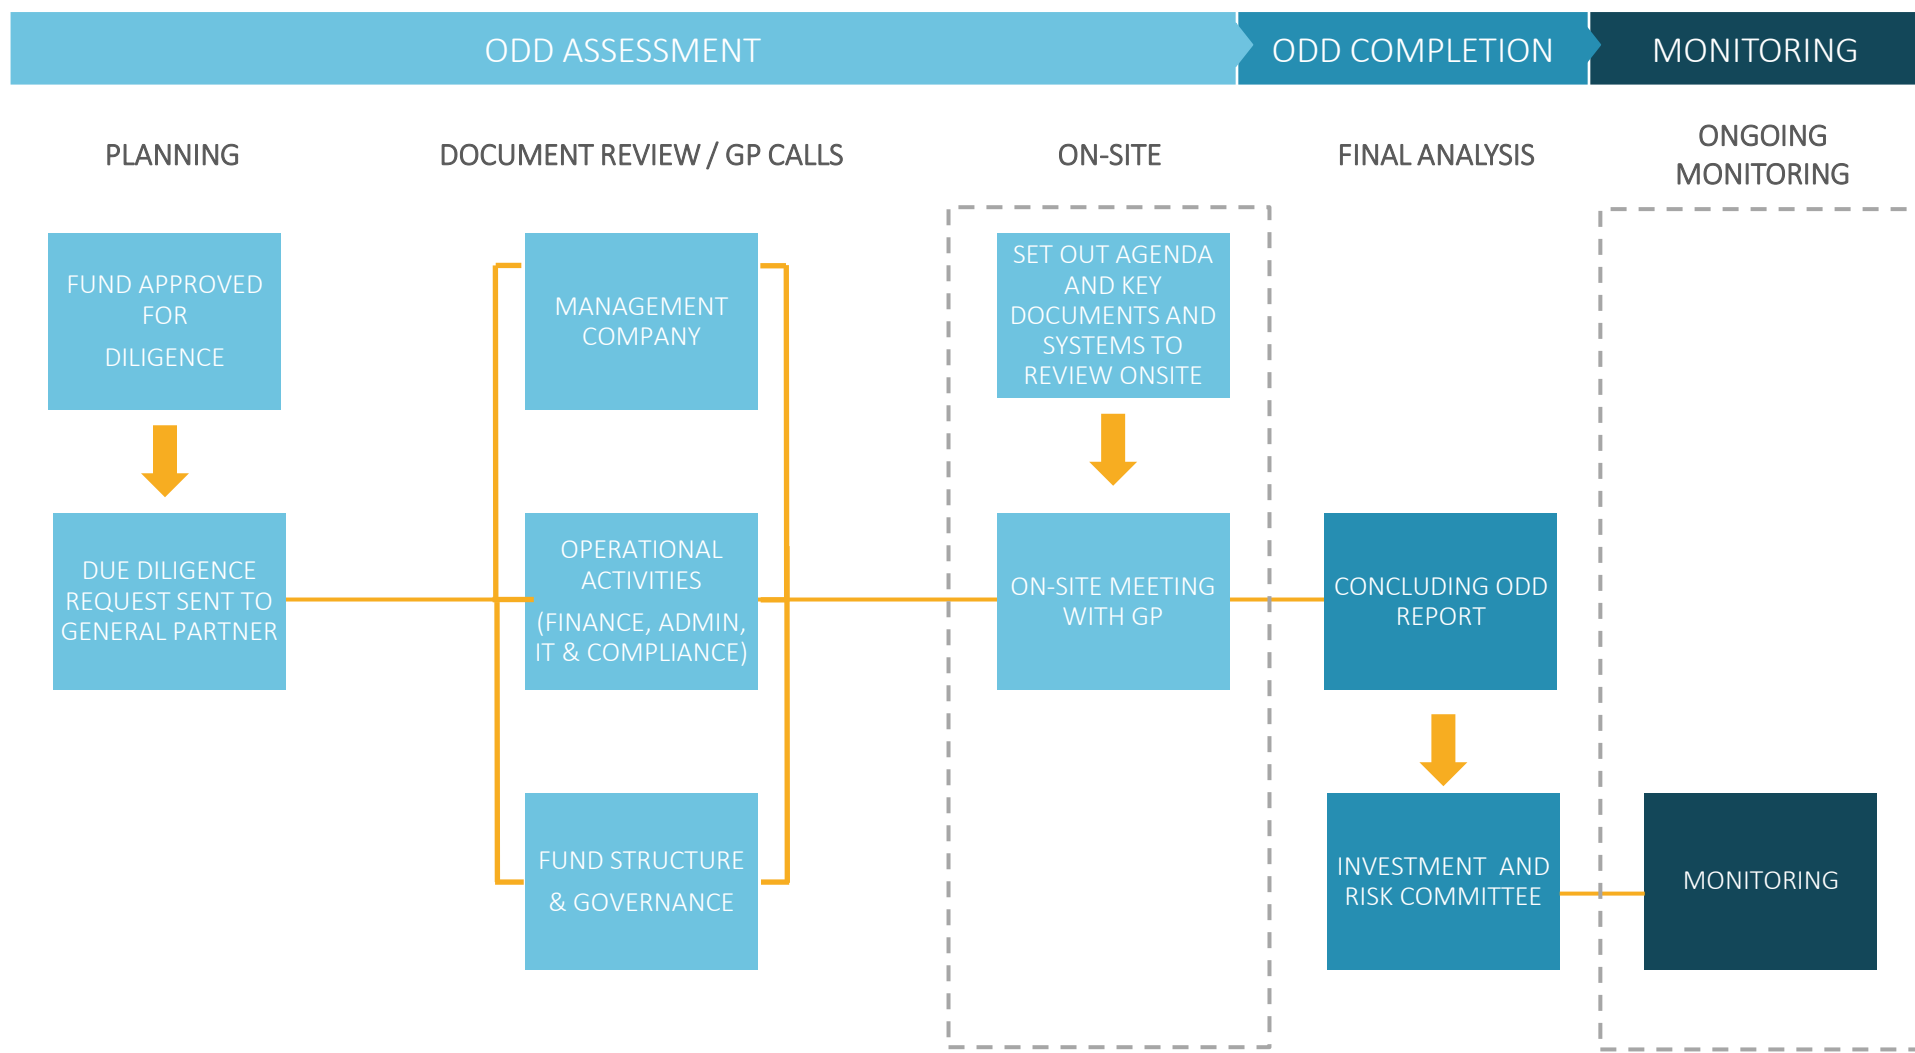 ODD ASSESSMENT
ODD COMPLETION
MONITORING
PLANNING
DOCUMENT REVIEW / GP CALLS
ON-SITE
FINAL ANALYSIS
ONGOING
MONITORING
FUND APPROVED
FOR
DILIGENCE
DUE DILIGENCE
REQUEST SENT TO
GENERAL PARTNER
MANAGEMENT
COMPANY
OPERATIONAL
ACTIVITIES
(FINANCE, ADMIN,
IT & COMPLIANCE)
FUND STRUCTURE
& GOVERNANCE
SET OUT AGENDA
AND KEY
DOCUMENTS AND
SYSTEMS TO
REVIEW ONSITE
ON-SITE MEETING
WITH GP
CONCLUDING ODD
REPORT
INVESTMENT AND
RISK COMMITTEE
MONITORING